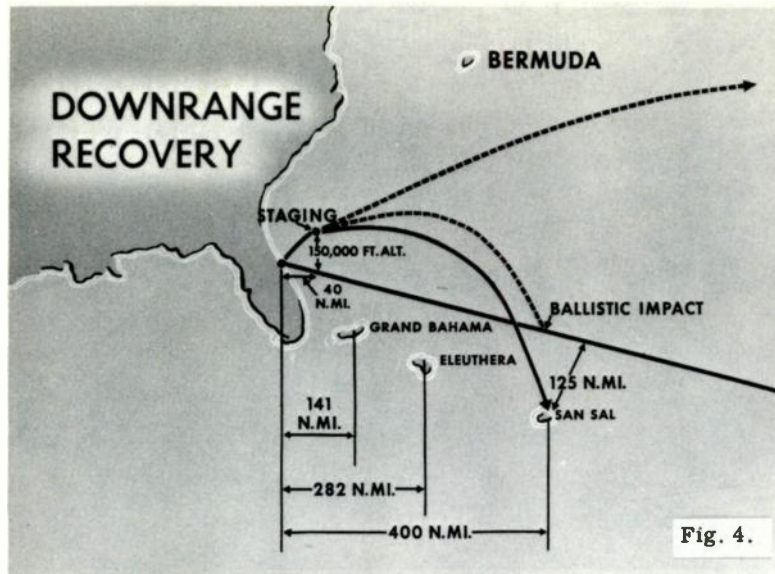 BERMUDA
DOWNRANGE
RECOVERY
STAGING
150,000 FT. ALT.
40
N.MI.
BALLISTIC IMPACT
GRAND BAHAMA
ELEUTHERA
125 N.MI.
SAN SAL
141
N.MI.
282 N.MI.
400 N.MI.
Fig. 4.